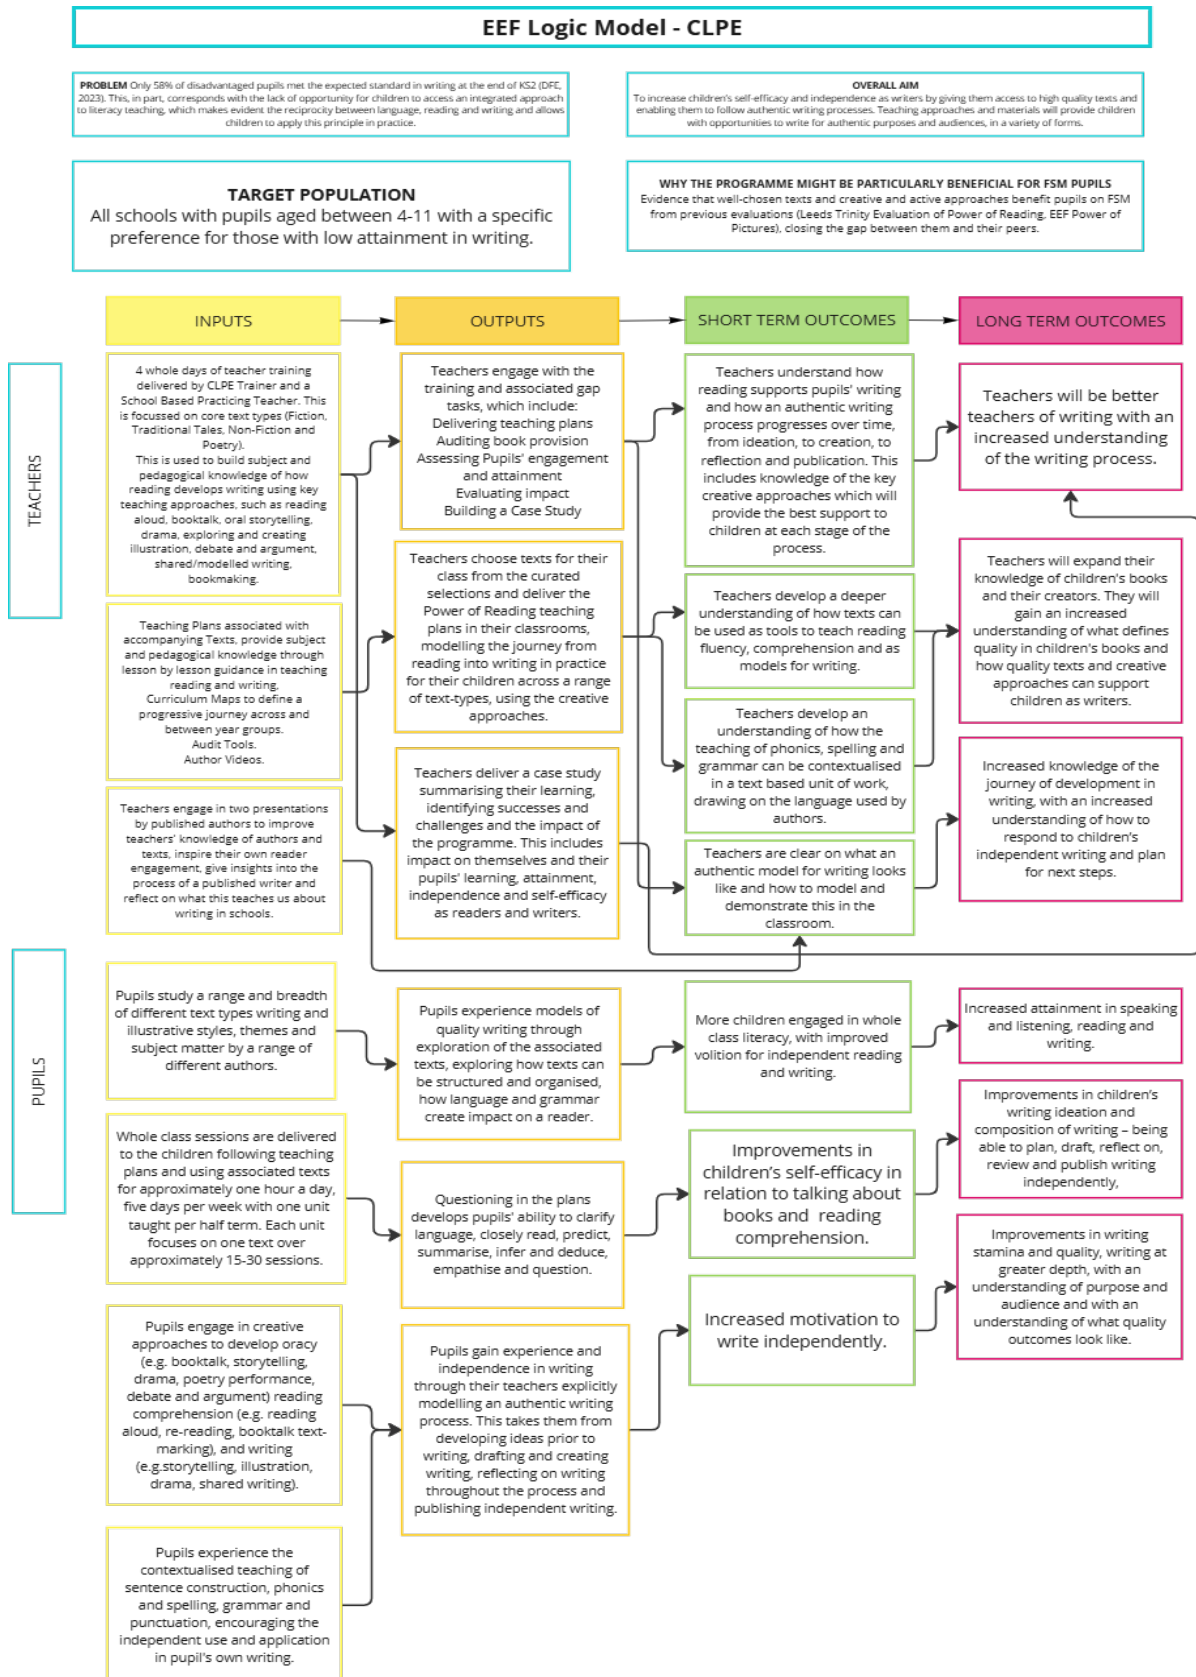 EEF Logic Model - CLPE
PROBLEM Only 58% of disadvantaged pupils met the expected standard in writing at the end of KS2 (DFE,
2023). This, in part, corresponds with the lack of opportunity for children to access an integrated approach
to literacy teaching, which makes evident the reciprocity between language, reading and writing and allows
children to apply this principle in practice.
OVERALL AIM
To increase children's self-efficacy and independence as writers by giving them access to high quality texts and
enabling them to follow authentic writing processes. Teaching approaches and materials will provide children
with opportunities to write for authentic purposes and audiences, in a variety of forms.
TARGET POPULATION
All schools with pupils aged between 4-11 with a specific
preference for those with low attainment in writing.
WHY THE PROGRAMME MIGHT BE PARTICULARLY BENEFICIAL FOR FSM PUPILS
Evidence that well-chosen texts and creative and active approaches benefit pupils on FSM
from previous evaluations (Leeds Trinity Evaluation of Power of Reading, EEF Power of
Pictures), closing the gap between them and their peers.
INPUTS
OUTPUTS
SHORT TERM OUTCOMES
LONG TERM OUTCOMES
TEACHERS
4 whole days of teacher training
delivered by CLPE Trainer and a
School Based Practicing Teacher. This
is focussed on core text types (Fiction,
Traditional Tales, Non-Fiction and
Poetry).
This is used to build subject and
pedagogical knowledge of how
reading develops writing using key
teaching approaches, such as reading
aloud, booktalk, oral storytelling,
drama, exploring and creating
illustration, debate and argument,
shared/modelled writing,
bookmaking.
Teaching Plans associated with
accompanying Texts, provide subject
and pedagogical knowledge through
lesson by lesson guidance in teaching
reading and writing.
Curriculum Maps to define a
progressive journey across and
between year groups.
Audit Tools.
Author Videos.
Teachers engage in two presentations
by published authors to improve
teachers' knowledge of authors and
texts, inspire their own reader
engagement, give insights into the
process of a published writer and
reflect on what this teaches us about
writing in schools.
Teachers engage with the
training and associated gap
tasks, which include:
Delivering teaching plans
Auditing book provision
Assessing Pupils' engagement
and attainment
Evaluating impact
Building a Case Study
Teachers choose texts for their
class from the curated
selections and deliver the
Power of Reading teaching
plans in their classrooms,
modelling the journey from
reading into writing in practice
for their children across a range
of text-types, using the creative
approaches.
Teachers deliver a case study
summarising their learning,
identifying successes and
challenges and the impact of
the programme. This includes
impact on themselves and their
pupils' learning, attainment,
independence and self-efficacy
as readers and writers.
Teachers understand how
reading supports pupils' writing
and how an authentic writing
process progresses over time,
from ideation, to creation, to
reflection and publication. This
includes knowledge of the key
creative approaches which will
provide the best support to
children at each stage of the
process.
Teachers develop a deeper
understanding of how texts can
be used as tools to teach reading
fluency, comprehension and as
models for writing.
Teachers develop an
understanding of how the
teaching of phonics, spelling and
grammar can be contextualised
in a text based unit of work,
drawing on the language used by
authors.
Teachers are clear on what an
authentic model for writing looks
like and how to model and
demonstrate this in the
classroom.
Teachers will be better
teachers of writing with an
increased understanding
of the writing process.
Teachers will expand their
knowledge of children's books
and their creators. They will
gain an increased
understanding of what defines
quality in children's books and
how quality texts and creative
approaches can support
children as writers.
Increased knowledge of the
journey of development in
writing, with an increased
understanding of how to
respond to children's
independent writing and plan
for next steps.
PUPILS
Pupils study a range and breadth
of different text types writing and
illustrative styles, themes and
subject matter by a range of
different authors.
Whole class sessions are delivered
to the children following teaching
plans and using associated texts
for approximately one hour a day,
five days per week with one unit
taught per half term. Each unit
focuses on one text over
approximately 15-30 sessions.
Pupils engage in creative
approaches to develop oracy
(e.g. booktalk, storytelling,
drama, poetry performance,
debate and argument) reading
comprehension (e.g. reading
aloud, re-reading, booktalk text-
marking), and writing
(e.g.storytelling, illustration,
drama, shared writing).
Pupils experience the
contextualised teaching of
sentence construction, phonics
and spelling, grammar and
punctuation, encouraging the
independent use and application
in pupil's own writing.
Pupils experience models of
quality writing through
exploration of the associated
texts, exploring how texts can
be structured and organised,
how language and grammar
create impact on a reader.
Questioning in the plans
develops pupils' ability to clarify
language, closely read, predict,
summarise, infer and deduce,
empathise and question.
Pupils gain experience and
independence in writing
through their teachers explicitly
modelling an authentic writing
process. This takes them from
developing ideas prior to
writing, drafting and creating
writing, reflecting on writing
throughout the process and
publishing independent writing.
More children engaged in whole
class literacy, with improved
volition for independent reading
and writing.
Improvements in
children's self-efficacy in
relation to talking about
books and reading
comprehension.
Increased motivation to
write independently.
Increased attainment in speaking
and listening, reading and
writing.
Improvements in children's
writing ideation and
composition of writing – being
able to plan, draft, reflect on,
review and publish writing
independently,
Improvements in writing
stamina and quality, writing at
greater depth, with an
understanding of purpose and
audience and with an
understanding of what quality
outcomes look like.